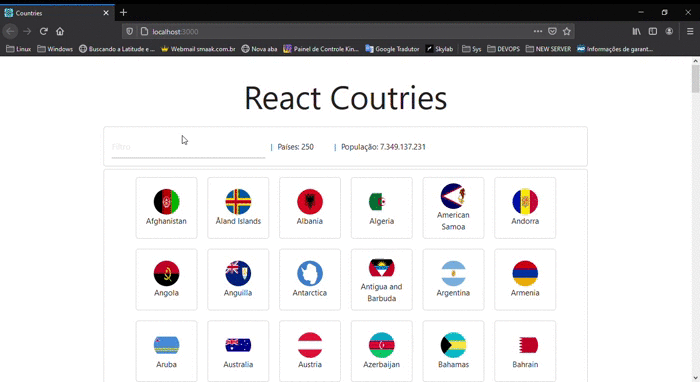 Countries
localhost:3000
Linux Windows Buscando a Latitude e ... Webmail smaak.com.br Nova aba Painel de Controle Kin... Google Tradutor Skylab Sys DEVOPS NEW SERVER Informações de garant...
React Coutries
Filtro | Países: 250 | População: 7.349.137.231
Afghanistan Åland Islands Albania Algeria American Samoa Andorra
Angola Anguilla Antarctica Antigua and Barbuda Argentina Armenia
Aruba Australia Austria Azerbaijan Bahamas Bahrain